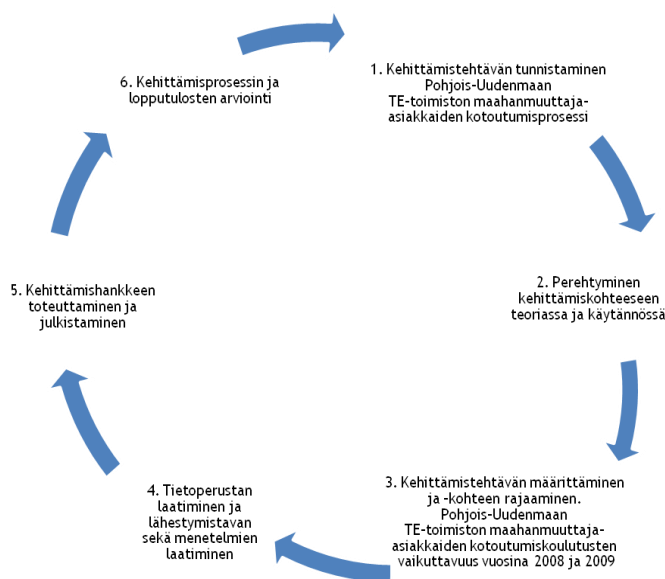 1. Kehittämistehtävän tunnistaminen
Pohjois-Uudenmaan
TE-toimiston maahanmuuttaja-
asiakkaiden kotoutumisprosessi
2. Perehtyminen
kehittämiskohteeseen
teoriassa ja käytännössä
3. Kehittämistehtävän määrittäminen
ja -kohteen rajaaminen.
Pohjois-Uudenmaan
TE-toimiston maahanmuuttaja-
asiakkaiden kotoutumiskoulutusten
vaikuttavuus vuosina 2008 ja 2009
4. Tietoperustan
laatiminen ja
lähestymistavan
sekä menetelmien
laatiminen
5. Kehittämishankkeen
toteuttaminen ja
julkistaminen
6. Kehittämisprosessin ja
lopputulosten arviointi